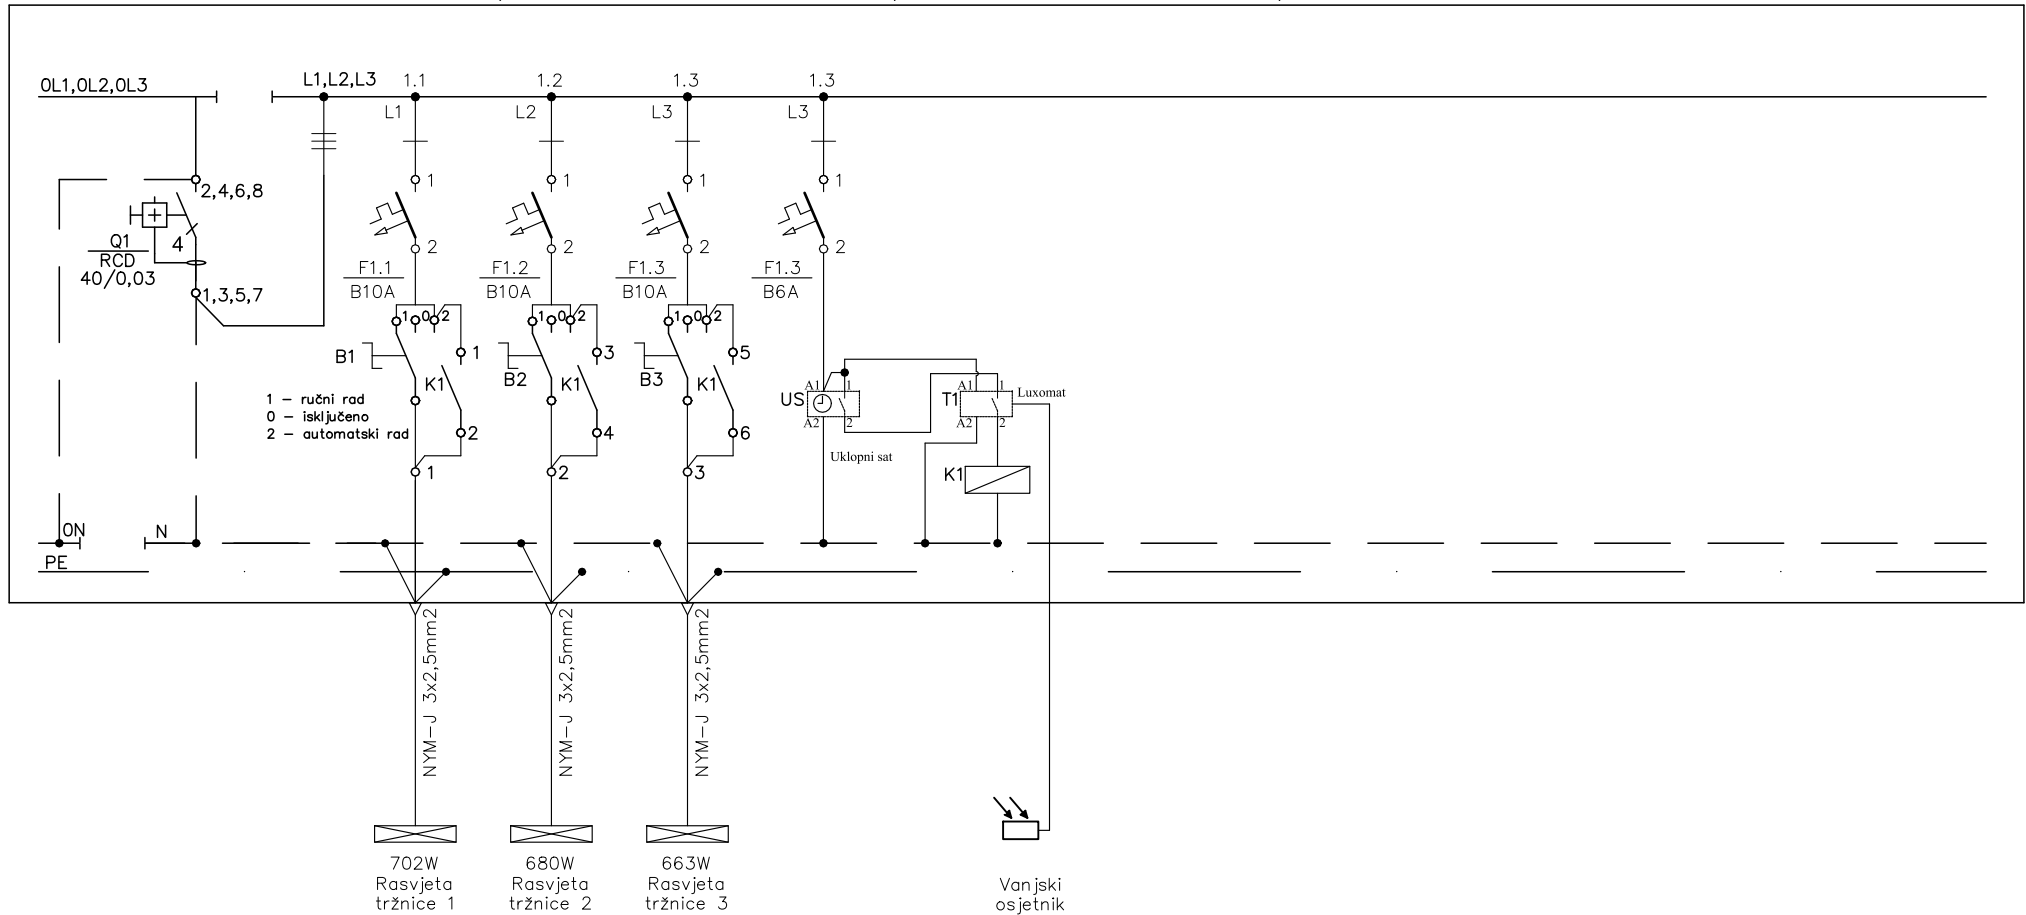 0L1,0L2,0L3
L1,L2,L3
1.1
1.2
1.3
1.3
L1
L2
L3
L3
2,4,6,8
1
1
1
1
Q1
4
RCD
40/0,03
2
2
2
2
1,3,5,7
F1.1
B10A
F1.2
B10A
F1.3
B10A
F1.3
B6A
1 0 2
1 0 2
1 0 2
B1
1
B2
3
B3
5
K1
K1
K1
1 – ručni rad
0 – isključeno
2 – automatski rad
2
4
6
US
A1
1
A2
2
T1
A1
1
A2
2
Luxomat
Uklopni sat
K1
1
2
3
0N
N
PE
NYM–J 3x2,5mm2
NYM–J 3x2,5mm2
NYM–J 3x2,5mm2
702W
Rasvjeta
tržnice 1
680W
Rasvjeta
tržnice 2
663W
Rasvjeta
tržnice 3
Vanjski
osjetnik